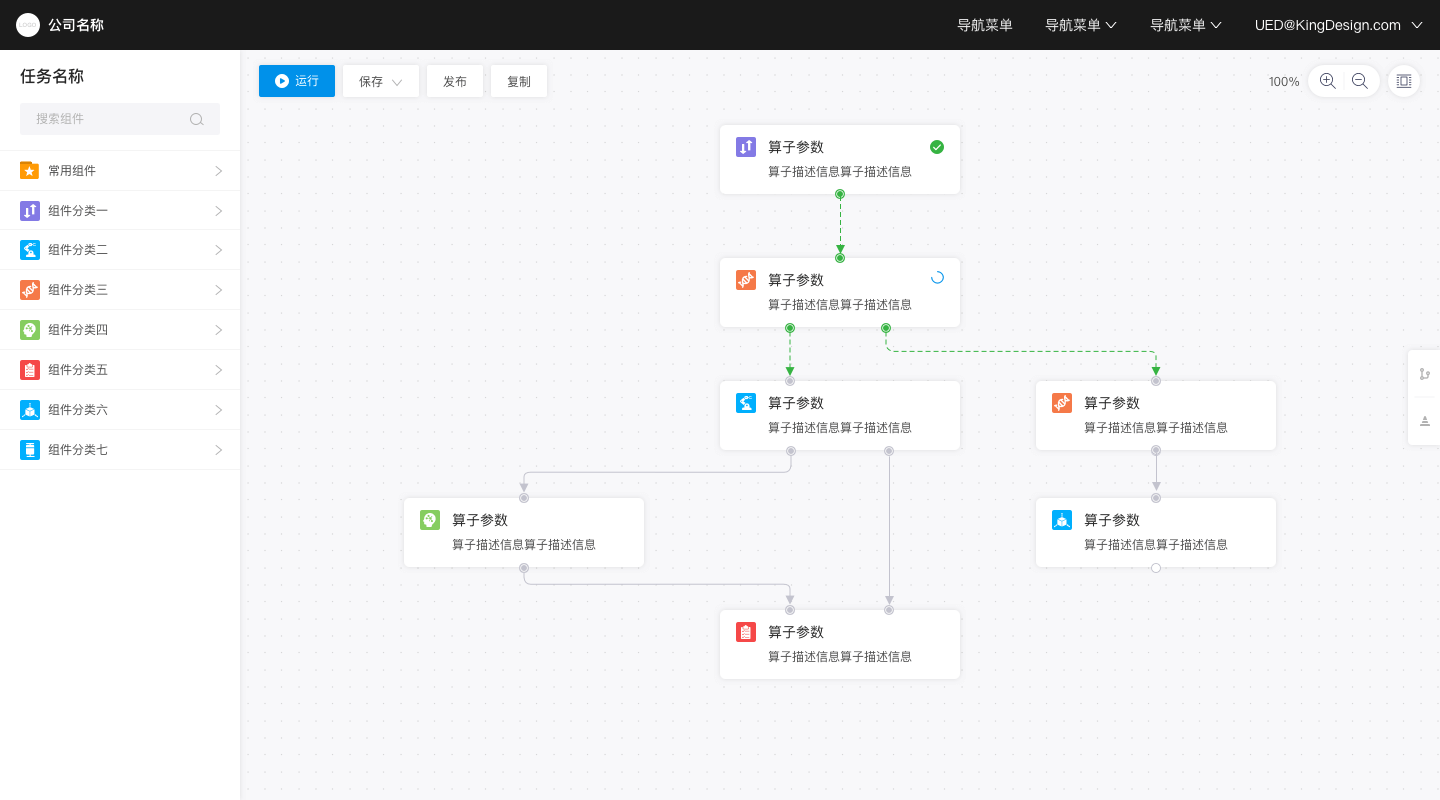 公司名称
导航菜单
导航菜单
导航菜单
UED@KingDesign.com
任务名称
搜索组件
常用组件
组件分类一
组件分类二
组件分类三
组件分类四
组件分类五
组件分类六
组件分类七
运行
保存
发布
复制
100%
算子参数
算子描述信息算子描述信息
算子参数
算子描述信息算子描述信息
算子参数
算子描述信息算子描述信息
算子参数
算子描述信息算子描述信息
算子参数
算子描述信息算子描述信息
算子参数
算子描述信息算子描述信息
算子参数
算子描述信息算子描述信息